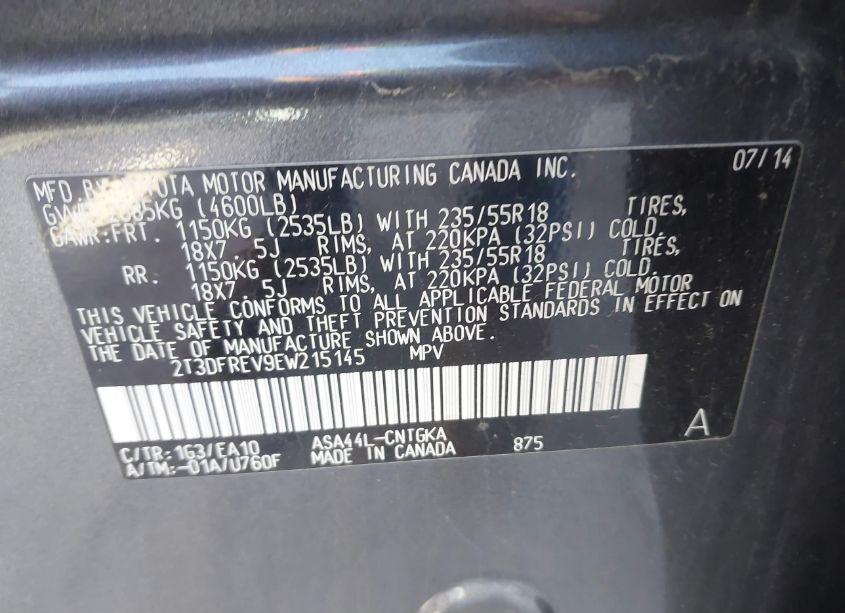 MFD BY TOYOTA MOTOR MANUFACTURING CANADA INC. 07/14
(4600LB)
GAWR:FRT. 1150KG (2535LB) WITH 235/55R18 TIRES,
18X7.5J RIMS, AT 220KPA (32PSI) COLD.
RR. 1150KG (2535LB) WITH 235/55R18 TIRES,
18X7.5J RIMS, AT 220KPA (32PSI) COLD.
THIS VEHICLE CONFORMS TO ALL APPLICABLE FEDERAL MOTOR
VEHICLE SAFETY AND THEFT PREVENTION STANDARDS IN EFFECT ON
THE DATE OF MANUFACTURE SHOWN ABOVE.
2T3DFREV9EW215145 MPV
C/TR:1G3/EA10 ASA44L-CNTGKA 875 A
A/TM:-01A/U760F MADE IN CANADA